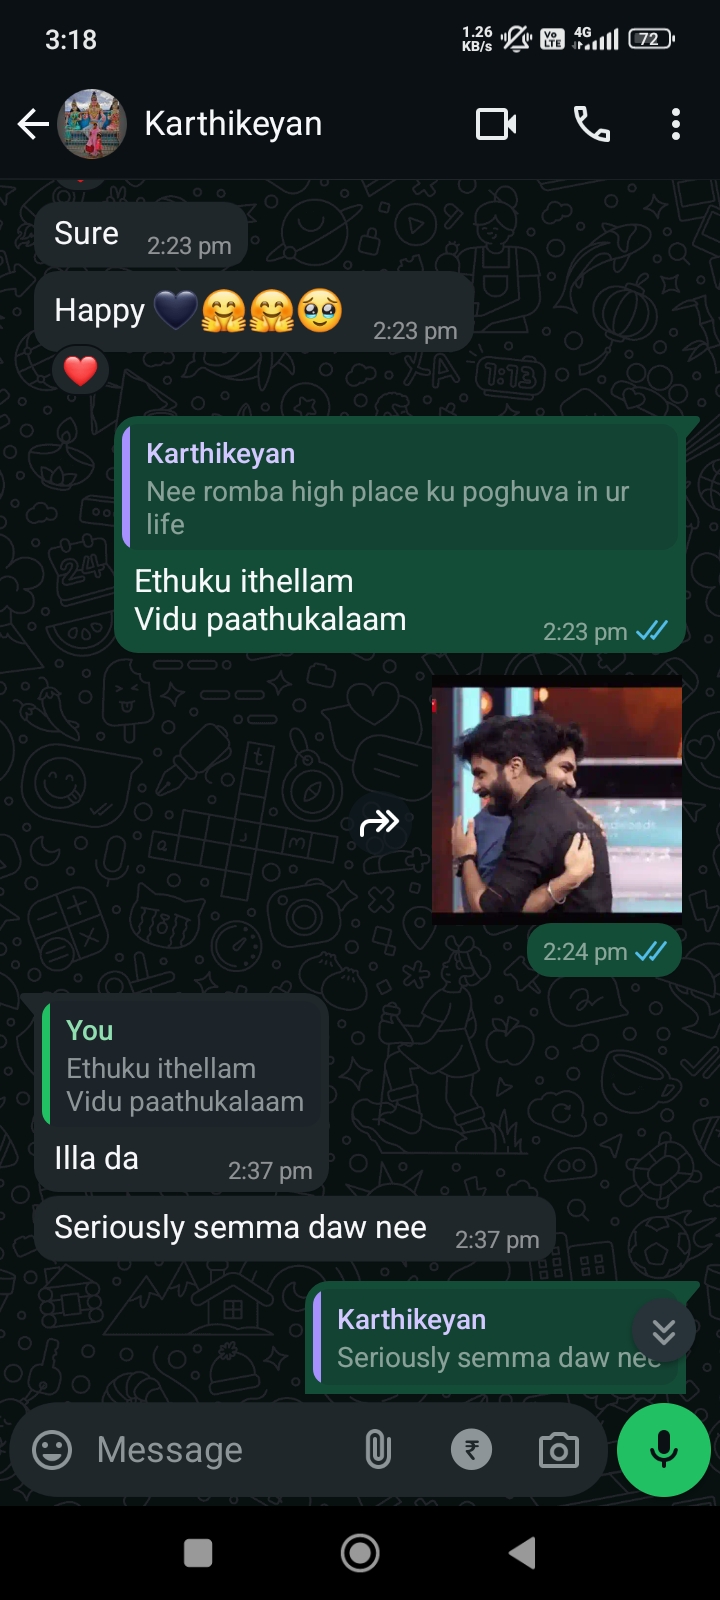 3:18
1.26
KB/s
Vo
LTE
4G
72
Karthikeyan
Sure
2:23 pm
Happy 🖤🤗🤗🥹
2:23 pm
❤️
Karthikeyan
Nee romba high place ku poghuva in ur
life
Ethuku ithellam
Vidu paathukalaam
2:23 pm
2:24 pm
You
Ethuku ithellam
Vidu paathukalaam
Illa da
2:37 pm
Seriously semma daw nee
2:37 pm
Karthikeyan
Seriously semma daw nee
Message